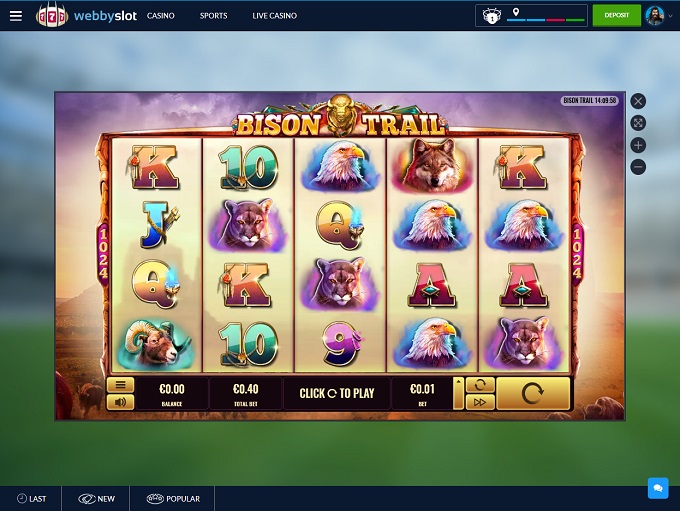 webbyslot CASINO SPORTS LIVE CASINO 1 DEPOSIT
BISON TRAIL 14:09:58
BISON TRAIL
K 10 K
J Q
1024 1024
Q K A A
10 9
€0.00 €0.40 CLICK TO PLAY €0.01
BALANCE TOTAL BET BET
LAST NEW POPULAR